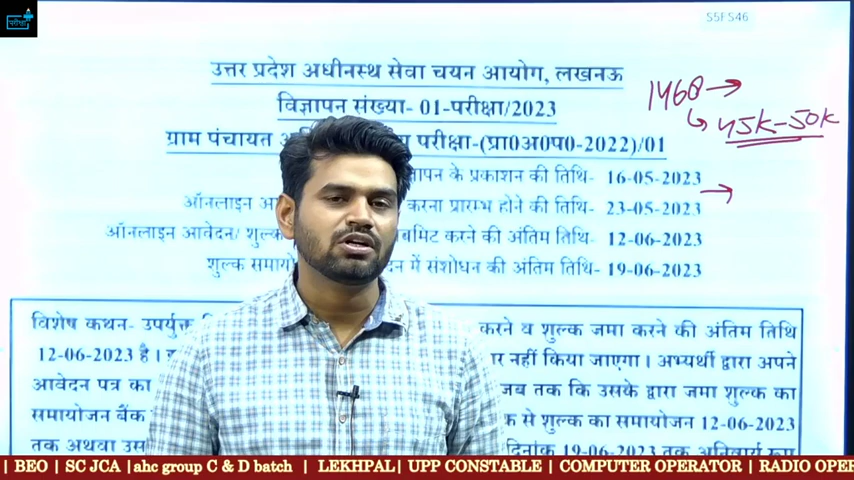 परीक्षा
S5F546
उत्तर प्रदेश अधीनस्थ सेवा चयन आयोग, लखनऊ
विज्ञापन संख्या- 01-परीक्षा/2023
1468 →
45K-50K
ग्राम पंचायत परीक्षा-(प्रा0अ0प0-2022)/01
के प्रकाशन की तिथि- 16-05-2023 →
ऑनलाइन करना प्रारम्भ होने की तिथि- 23-05-2023
ऑनलाइन आवेदन/ शुल्क बमिट करने की अंतिम तिथि- 12-06-2023
शुल्क समायो में संशोधन की अंतिम तिथि- 19-06-2023
विशेष कथन- उपर्युक्त करने व शुल्क जमा करने की अंतिम तिथि
12-06-2023 है। नहीं किया जाएगा। अभ्यर्थी द्वारा अपने
आवेदन पत्र का जब तक कि उसके द्वारा जमा शुल्क का
समायोजन बैंक से शुल्क का समायोजन 12-06-2023
तक अथवा उस दिनांक 19-06-2023 तक अनिवार्य रूप
| BEO | SC JCA |ahc group C & D batch | LEKHPAL| UPP CONSTABLE | COMPUTER OPERATOR | RADIO OPER